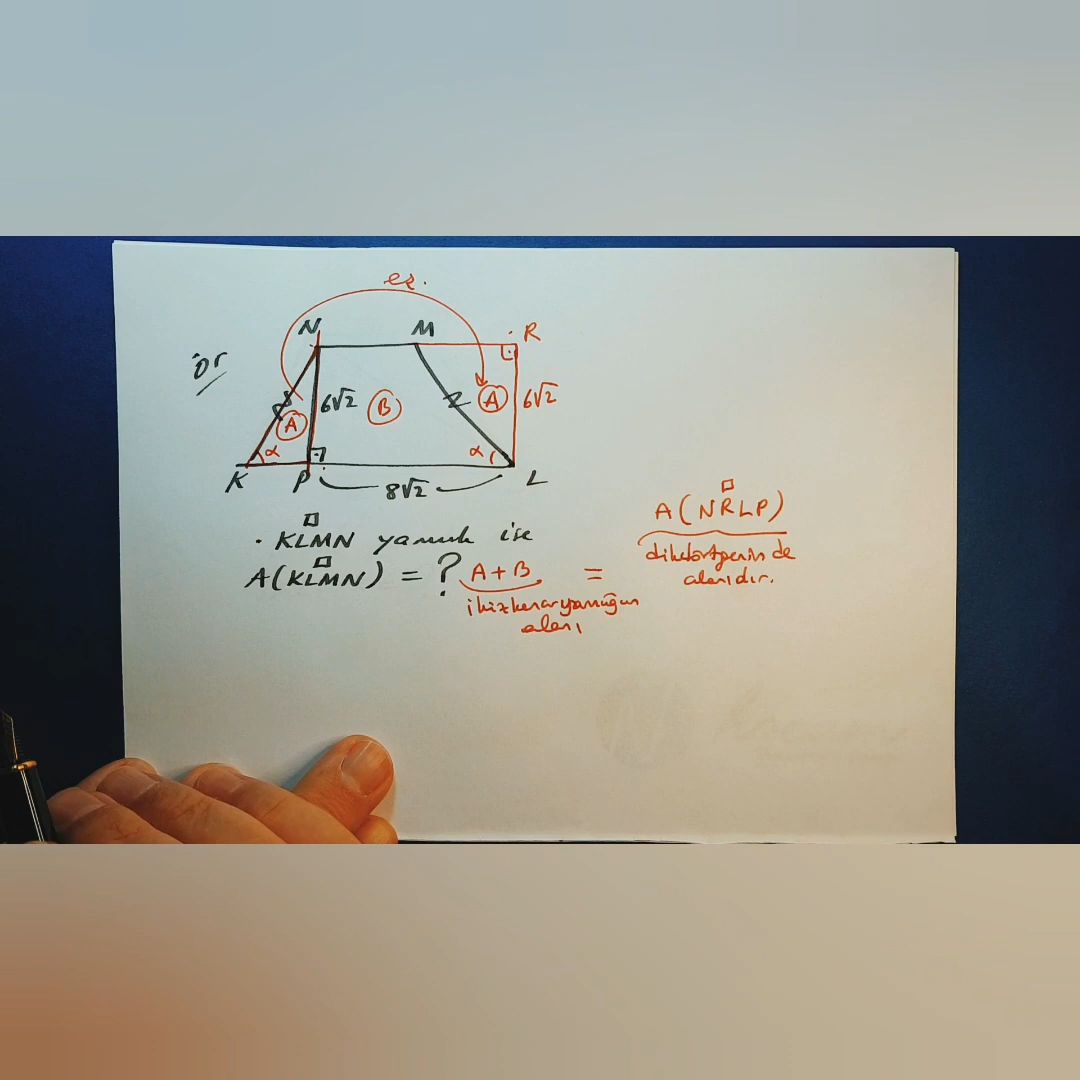 eş.
N M R
ör
6√2 B A 6√2
A
α α
K P 8√2 L
A(NRLP)
. KLMN yamuk ise
dikdörtgenin de
A(KLMN) = ? A+B =
alanıdır.
ikizkenar yamuğun
alanı